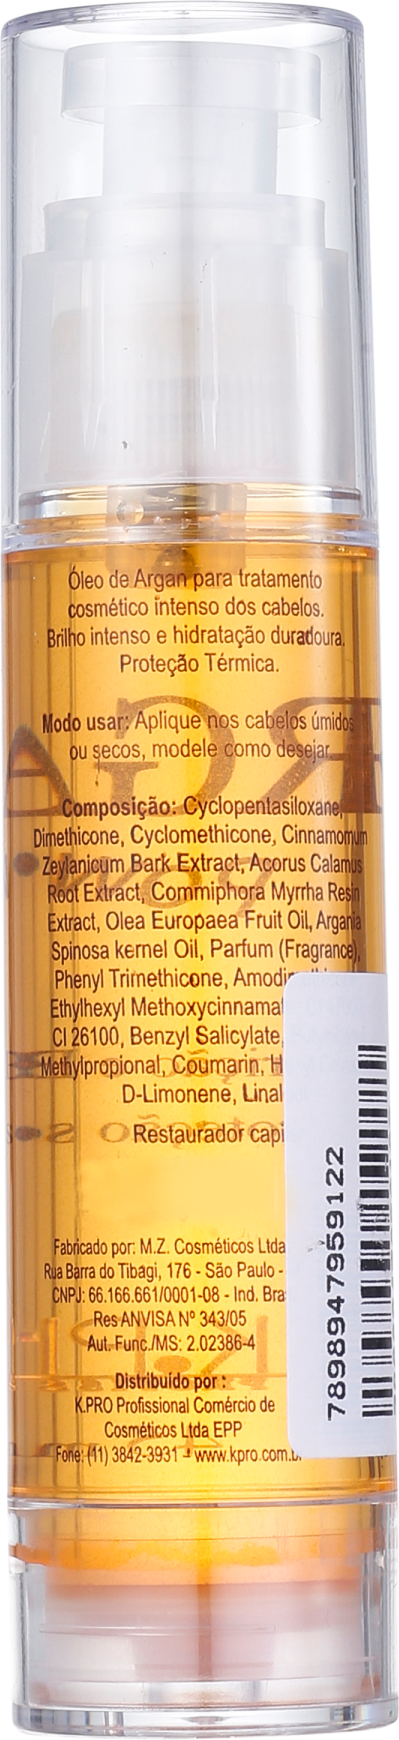 Óleo de Argan para tratamento
cosmético intenso dos cabelos.
Brilho intenso e hidratação duradoura.
Proteção Térmica.
Modo usar: Aplique nos cabelos úmidos
ou secos, modele como desejar.
Composição: Cyclopentasiloxane,
Dimethicone, Cyclomethicone, Cinnamomum
Zeylanicum Bark Extract, Acorus Calamus
Root Extract, Commiphora Myrrha Resin
Extract, Olea Europaea Fruit Oil, Argania
Spinosa kernel Oil, Parfum (Fragrance),
Phenyl Trimethicone,
Ethylhexyl
CI 26100, Benzyl Salicylate,
Methylpropional, Coumarin,
D-Limonene,
Restaurador
Fabricado por: M.Z. Cosméticos Ltda
Rua Barra do Tibagi, 176 - São Paulo -
CNPJ: 66.166.661/0001-08 - Ind.
Res ANVISA Nº 343/05
Aut. Func./MS: 2.02386-4
Distribuído por :
K.PRO Profissional Comércio de
Cosméticos Ltda EPP
Fone: (11) 3842-3931 - www.kpro.com.
7898947959122